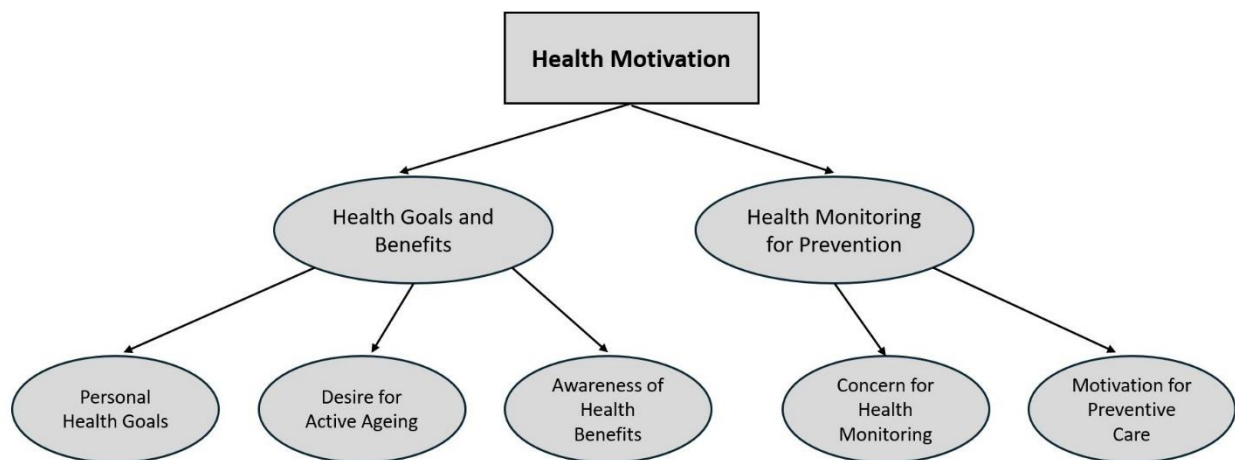 Health Motivation
Health Goals and
Benefits
Health Monitoring
for Prevention
Personal
Health Goals
Desire for
Active Ageing
Awareness of
Health
Benefits
Concern for
Health
Monitoring
Motivation for
Preventive
Care